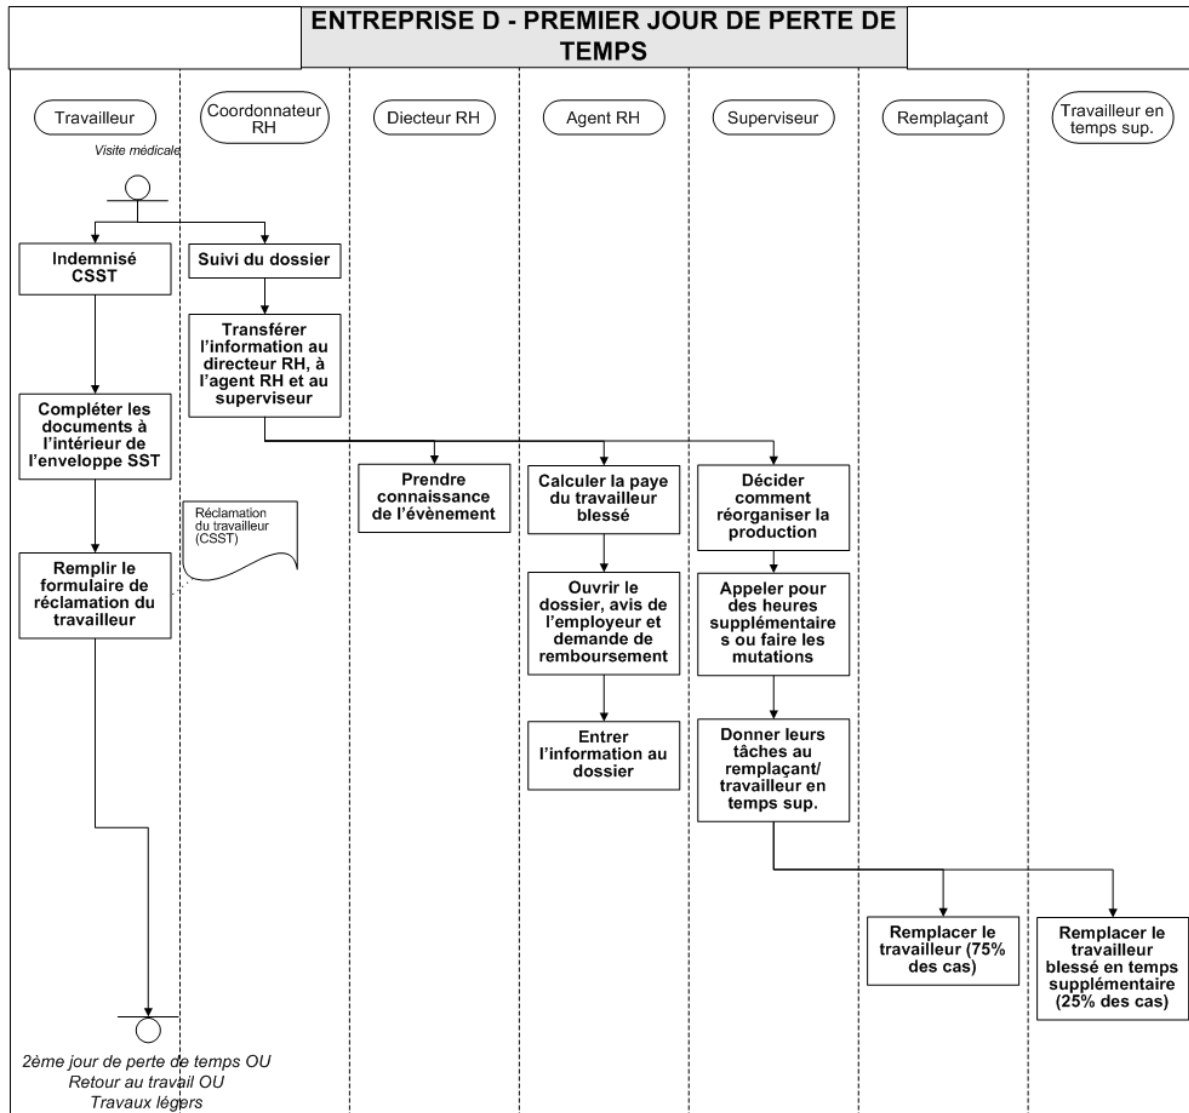 ENTREPRISE D - PREMIER JOUR DE PERTE DE
TEMPS
Travailleur
Coordonnateur
RH
Diecteur RH
Agent RH
Superviseur
Remplaçant
Travailleur en
temps sup.
Visite médicale
Indemnisé
CSST
Suivi du dossier
Transférer
l'information au
directeur RH, à
l'agent RH et au
superviseur
Compléter les
documents à
l'intérieur de
l'enveloppe SST
Prendre
connaissance
de l'évènement
Calculer la paye
du travailleur
blessé
Décider
comment
réorganiser la
production
Réclamation
du travailleur
(CSST)
Remplir le
formulaire de
réclamation du
travailleur
Ouvrir le
dossier, avis de
l'employeur et
demande de
remboursement
Appeler pour
des heures
supplémentaire
s ou faire les
mutations
Entrer
l'information au
dossier
Donner leurs
tâches au
remplaçant/
travailleur en
temps sup.
Remplacer le
travailleur (75%
des cas)
Remplacer le
travailleur
blessé en temps
supplémentaire
(25% des cas)
2ème jour de perte de temps OU
Retour au travail OU
Travaux légers